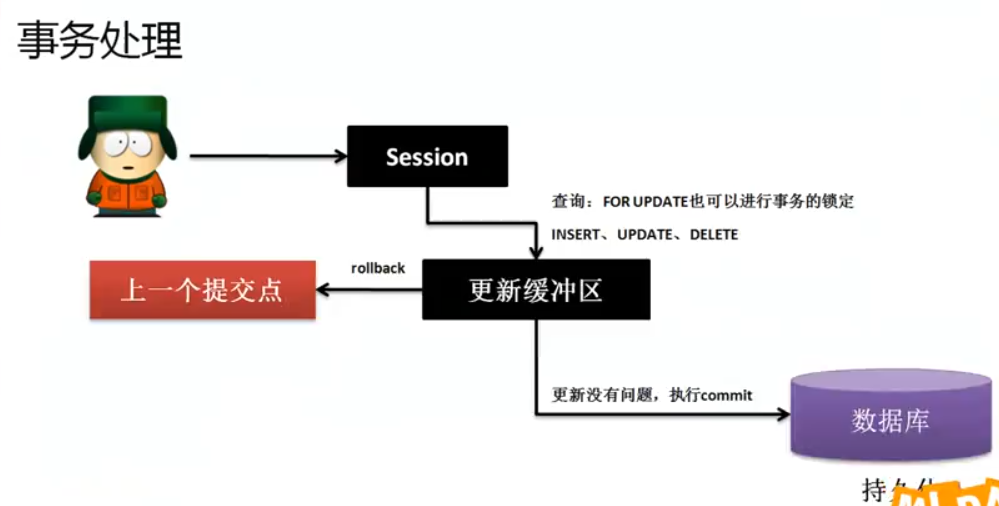 事务处理
Session
查询：FOR UPDATE也可以进行事务的锁定
INSERT、UPDATE、DELETE
rollback
上一个提交点
更新缓冲区
更新没有问题，执行commit
数据库
持久